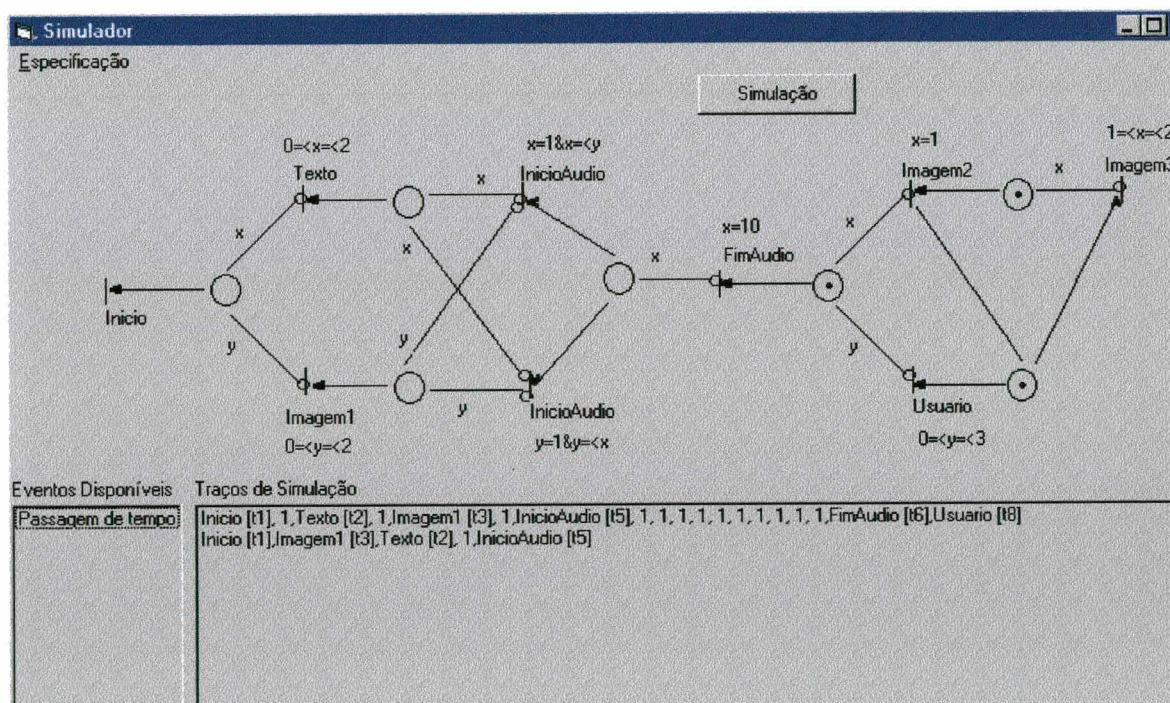 Simulador
Especificação
Simulação
0=<x=<2
Texto
x=1&x=<y
InicioAudio
x=1
Imagem2
1=<x=<2
Imagem3
x
x
x
x
x
x=10
FimAudio
x
Inicio
y
y
y
y
Imagem1
0=<y=<2
InicioAudio
y=1&y=<x
Usuario
0=<y=<3
Eventos Disponíveis
Traços de Simulação
Passagem de tempo
Inicio [t1], 1,Texto [t2], 1,Imagem1 [t3], 1,InicioAudio [t5], 1, 1, 1, 1, 1, 1, 1, 1, 1, 1,FimAudio [t6],Usuario [t8]
Inicio [t1],Imagem1 [t3],Texto [t2], 1,InicioAudio [t5]